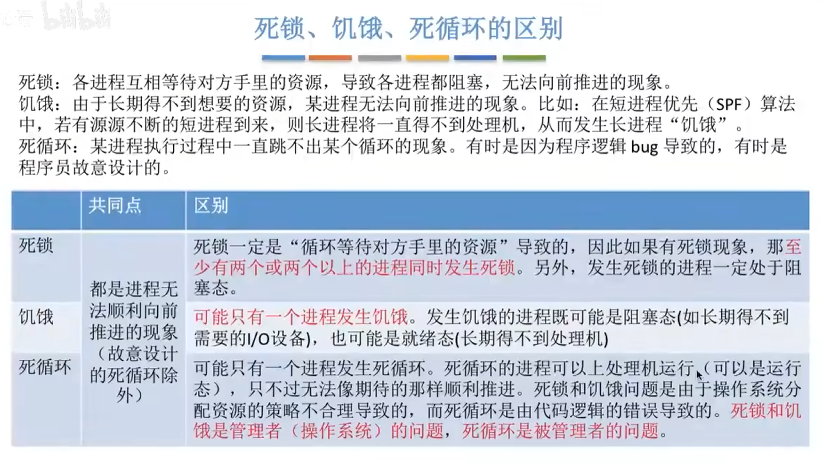 bilibili
死锁、饥饿、死循环的区别
死锁：各进程互相等待对方手里的资源，导致各进程都阻塞，无法向前推进的现象。
饥饿：由于长期得不到想要的资源，某进程无法向前推进的现象。比如：在短进程优先（SPF）算法
中，若有源源不断的短进程到来，则长进程将一直得不到处理机，从而发生长进程“饥饿”。
死循环：某进程执行过程中一直跳不出某个循环的现象。有时是因为程序逻辑 bug 导致的，有时是
程序员故意设计的。
共同点
区别
死锁
都是进程无
法顺利向前
推进的现象
（故意设计
的死循环除
外）
死锁一定是“循环等待对方手里的资源”导致的，因此如果有死锁现象，那至
少有两个或两个以上的进程同时发生死锁。另外，发生死锁的进程一定处于阻
塞态。
饥饿
可能只有一个进程发生饥饿。发生饥饿的进程既可能是阻塞态(如长期得不到
需要的I/O设备)，也可能是就绪态(长期得不到处理机)
死循环
可能只有一个进程发生死循环。死循环的进程可以上处理机运行（可以是运行
态），只不过无法像期待的那样顺利推进。死锁和饥饿问题是由于操作系统分
配资源的策略不合理导致的，而死循环是由代码逻辑的错误导致的。死锁和饥
饿是管理者（操作系统）的问题，死循环是被管理者的问题。